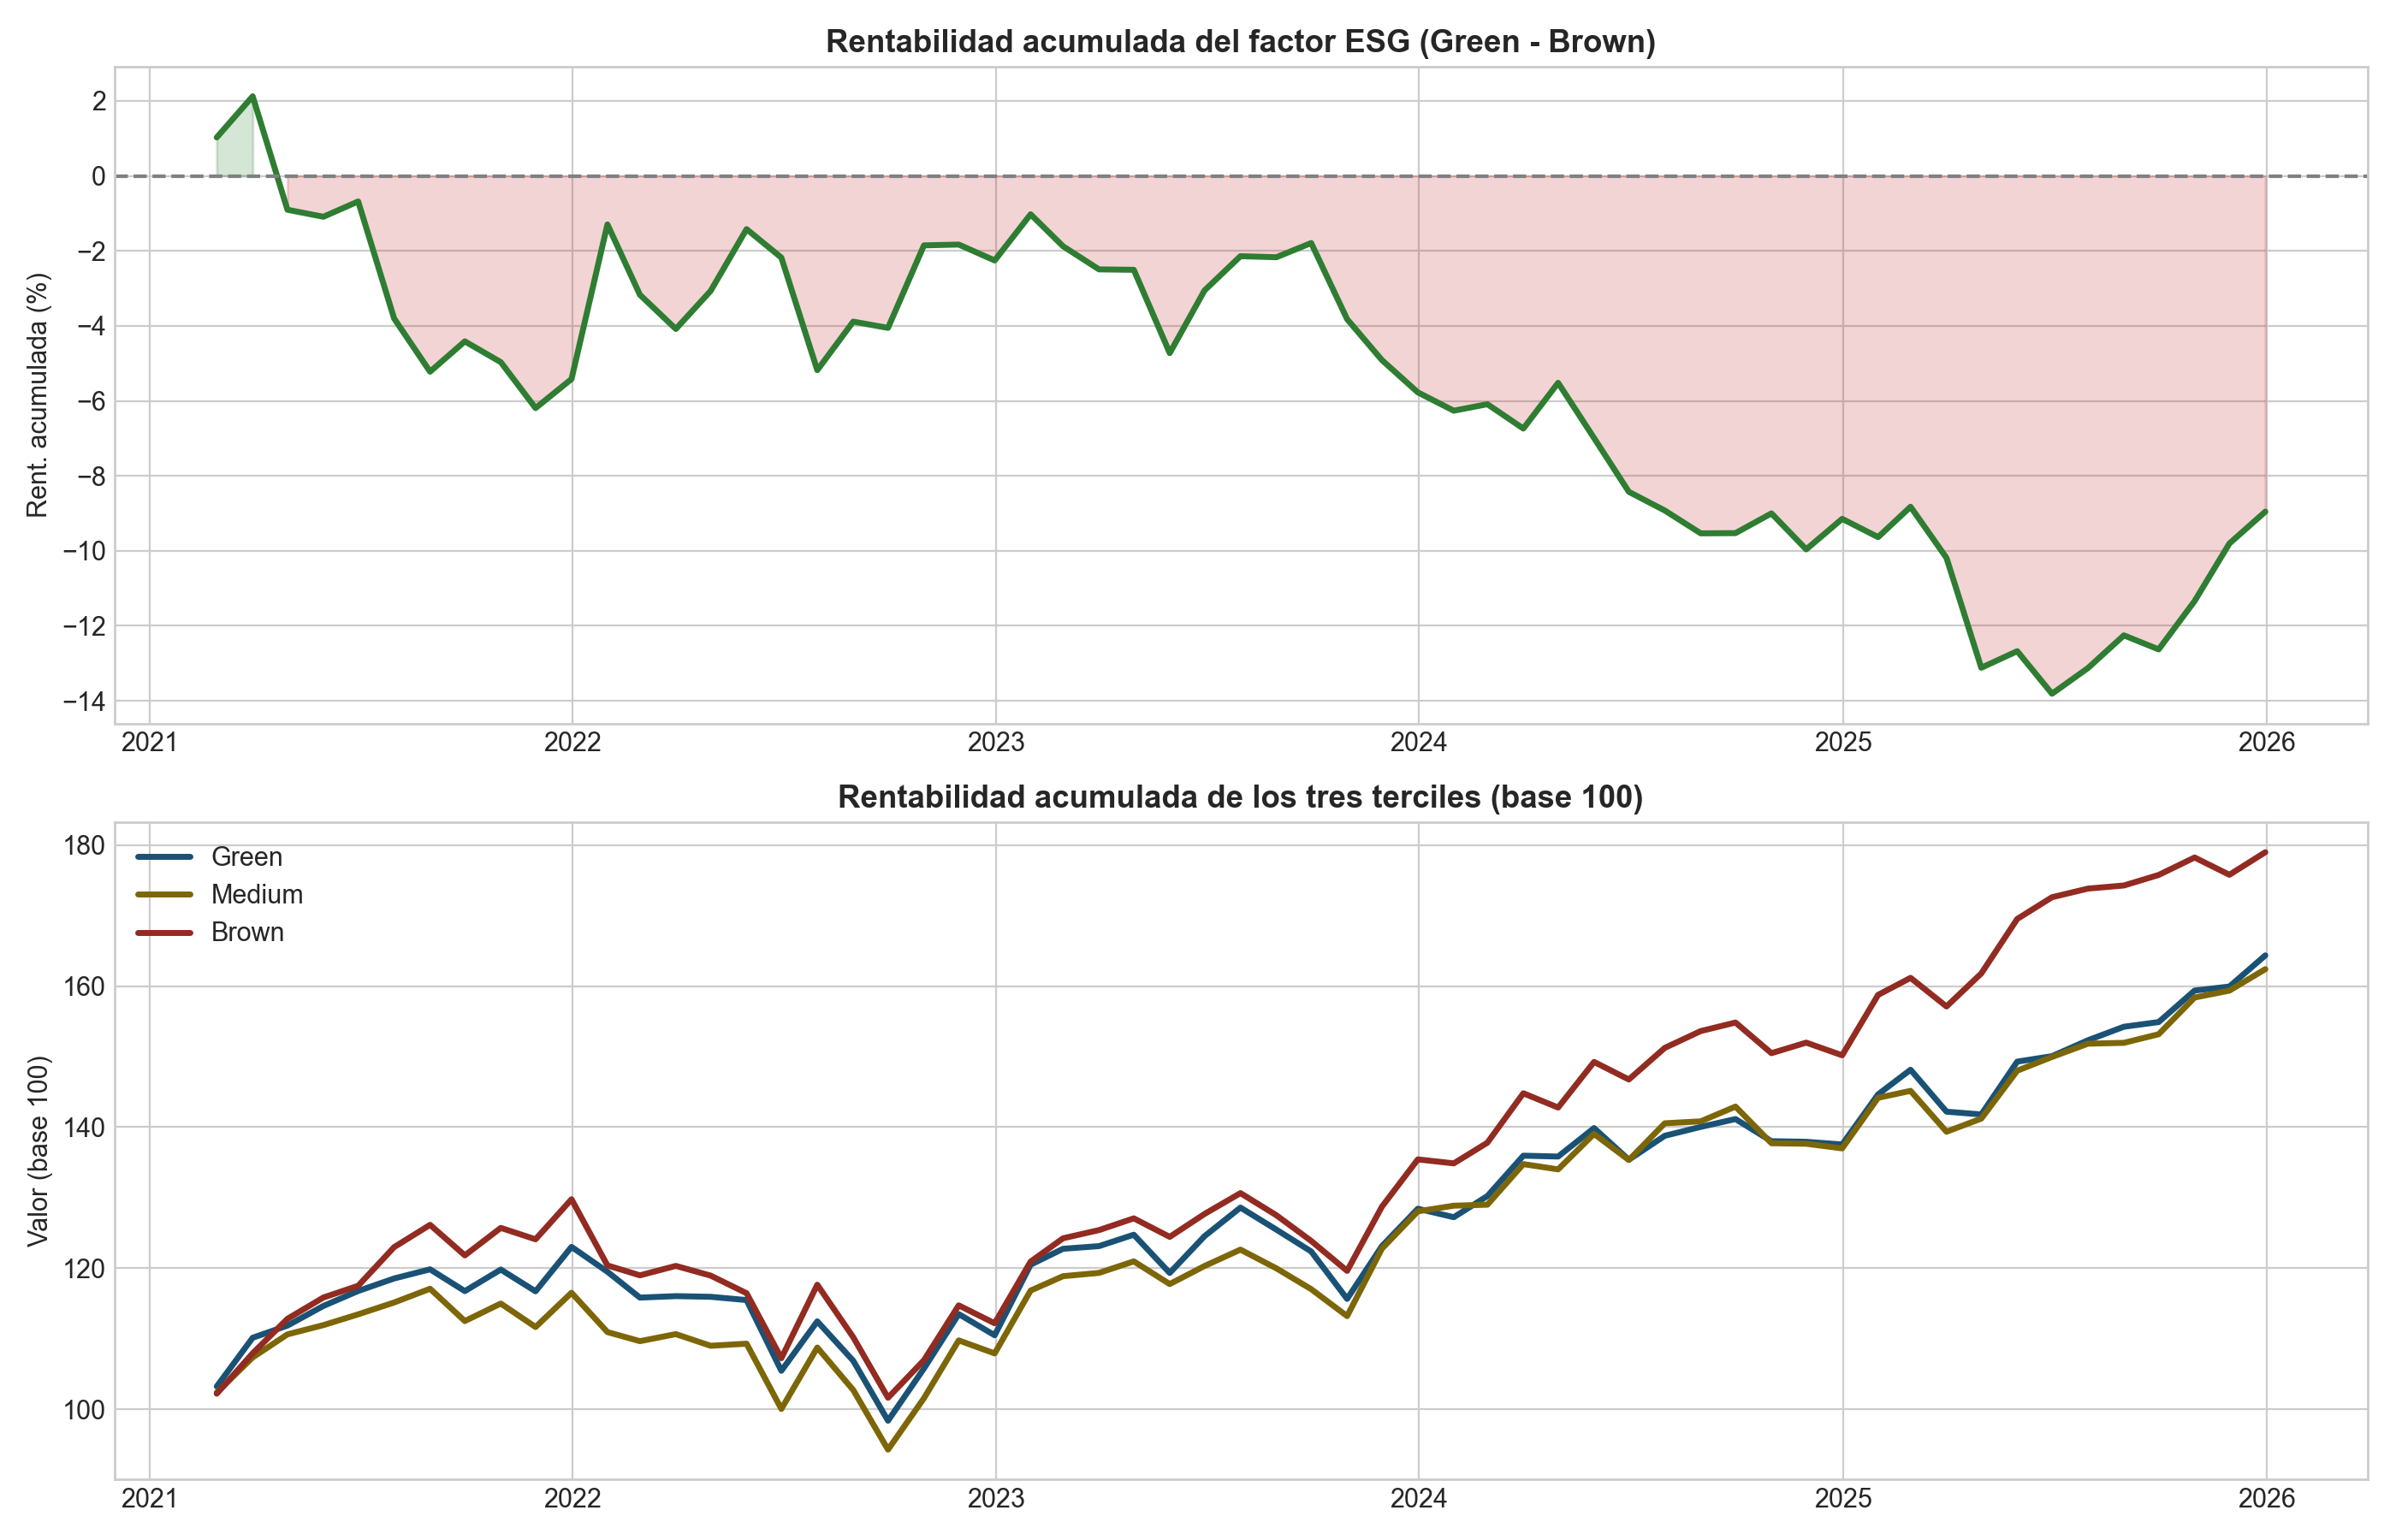 Rentabilidad acumulada del factor ESG (Green - Brown)
Rent. acumulada (%)
2
0
−2
−4
−6
−8
−10
−12
−14
2021 2022 2023 2024 2025 2026
Rentabilidad acumulada de los tres terciles (base 100)
Valor (base 100)
180
160
140
120
100
Green
Medium
Brown
2021 2022 2023 2024 2025 2026